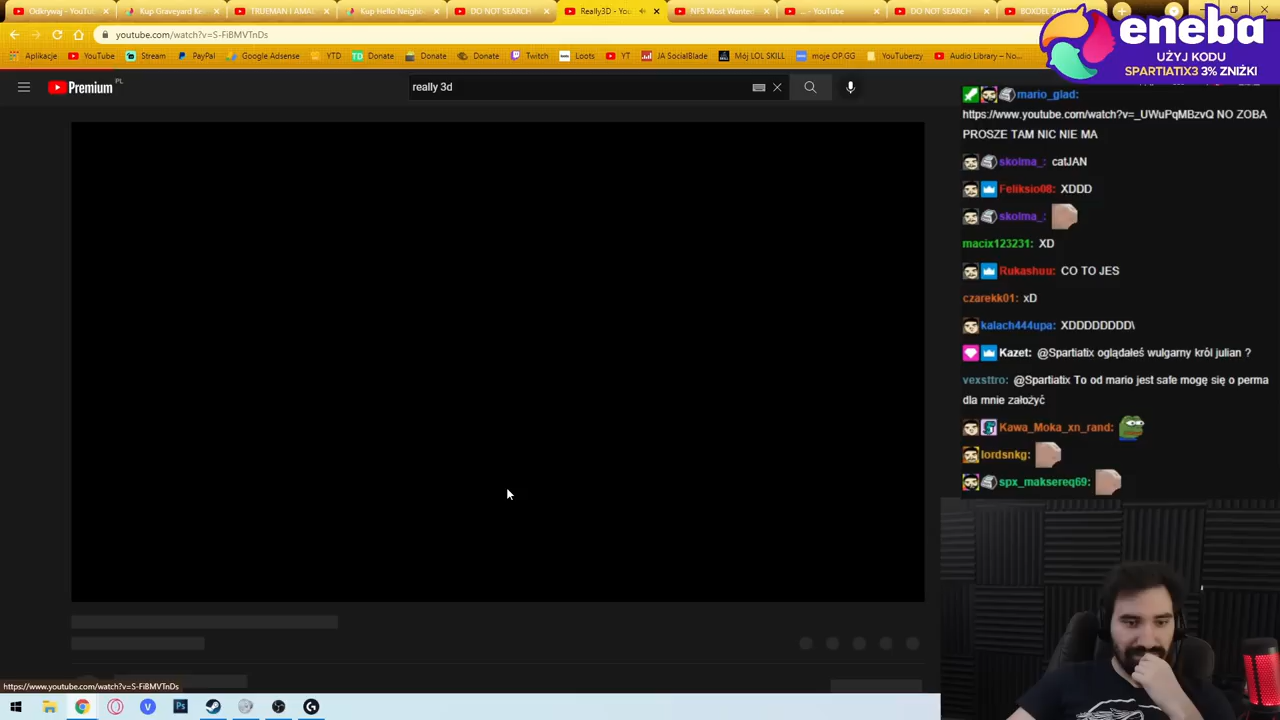 Odkrywaj - YouTu
Kup Graveyard Ke
TRUEMAN I AMA
Kup Hello Neighb
DO NOT SEARCH
Really3D - You
NFS Most Wanted
... - YouTube
DO NOT SEARCH
BOXDEL ZA
youtube.com/watch?v=S-FiBMVTnDs
Aplikacje
YouTube
Stream
PayPal
Google Adsense
YTD
Donate
Donate
Donate
Twitch
Loots
YT
JA SocialBlade
Mój LOL SKILL
moje OP.GG
YouTuberzy
Audio Library – No...
eneba
UŻYJ KODU
SPARTIATIX3 3% ZNIŻKI
Premium PL
really 3d
mario_glad:
https://www.youtube.com/watch?v=_UWuPqMBzvQ NO ZOBA
PROSZE TAM NIC NIE MA
skolma_: catJAN
Feliksio08: XDDD
skolma_:
macix123231: XD
Rukashuu: CO TO JES
czarekk01: xD
kalach444upa: XDDDDDDDD\
Kazet: @Spartiatix oglądałeś wulgarny król julian ?
vexsttro: @Spartiatix To od mario jest safe mogę się o perma
dla mnie założyć
Kawa_Moka_xn_rand:
lordsnkg:
spx_maksereq69:
https://www.youtube.com/watch?v=S-FiBMVTnDs